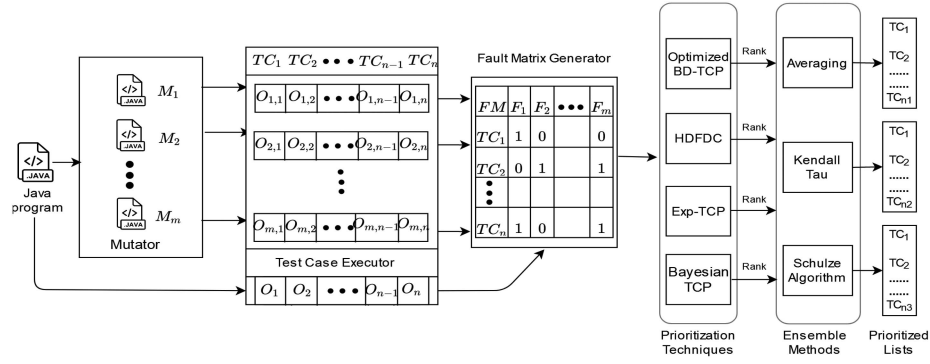 </>
.JAVA
Java
program
</>
.JAVA
M1
</>
.JAVA
M2
</>
.JAVA
Mm
Mutator
TC1 TC2 ••• TCn−1 TCn
O1,1 O1,2 ••• O1,n−1 O1,n
O2,1 O2,2 ••• O2,n−1 O2,n
Om,1 Om,2 ••• Om,n−1 Om,n
Test Case Executor
O1 O2 •••• On−1 On
Fault Matrix Generator
FM F1 F2 ••• Fm
TC1 1 0 0
TC2 0 1 1
TCn 1 0 1
Optimized
BD-TCP
HDFDC
Exp-TCP
Bayesian
TCP
Prioritization
Techniques
Rank
Rank
Rank
Rank
Averaging
Kendall
Tau
Schulze
Algorithm
Ensemble
Methods
TC1
TC2
......
......
TCn1
TC1
TC2
......
......
TCn2
TC1
TC2
......
......
TCn3
Prioritized
Lists